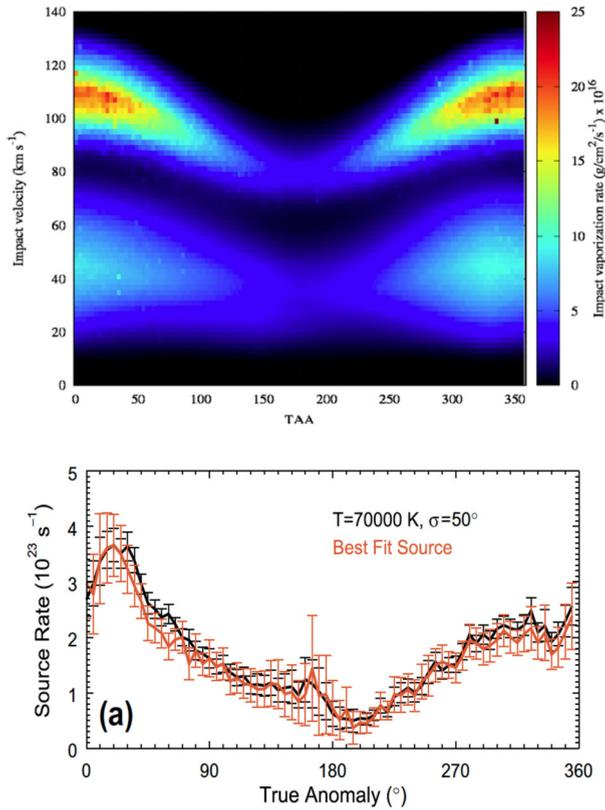 140
120
100
80
60
40
20
0
Impact velocity (km s⁻¹)
0 50 100 150 200 250 300 350
TAA
25
20
15
10
5
0
Impact vaporization rate (g/cm²/s⁻¹) x 10¹⁶
5
4
3
2
1
0
Source Rate (10²³ s⁻¹)
T=70000 K, σ=50°
Best Fit Source
(a)
0 90 180 270 360
True Anomaly (°)